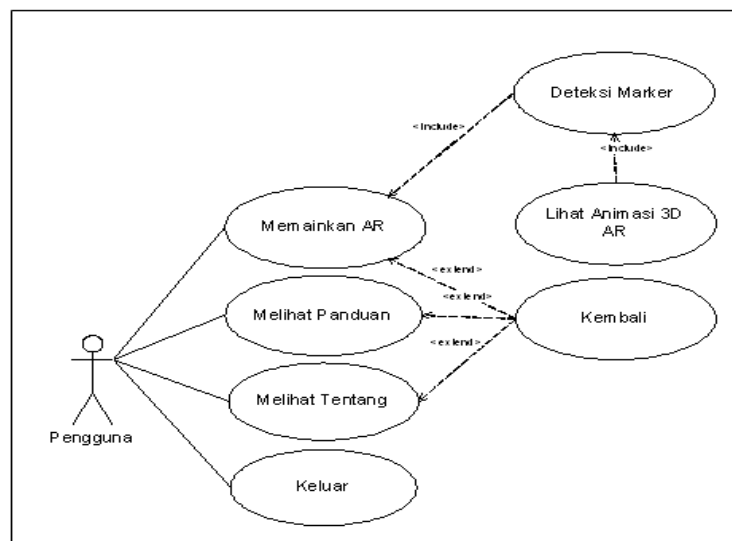 Deteksi Marker
<include>
<include>
Lihat Animasi 3D
AR
Memainkan AR
<extend>
<extend>
Melihat Panduan
Kembali
<extend>
Melihat Tentang
Pengguna
Keluar